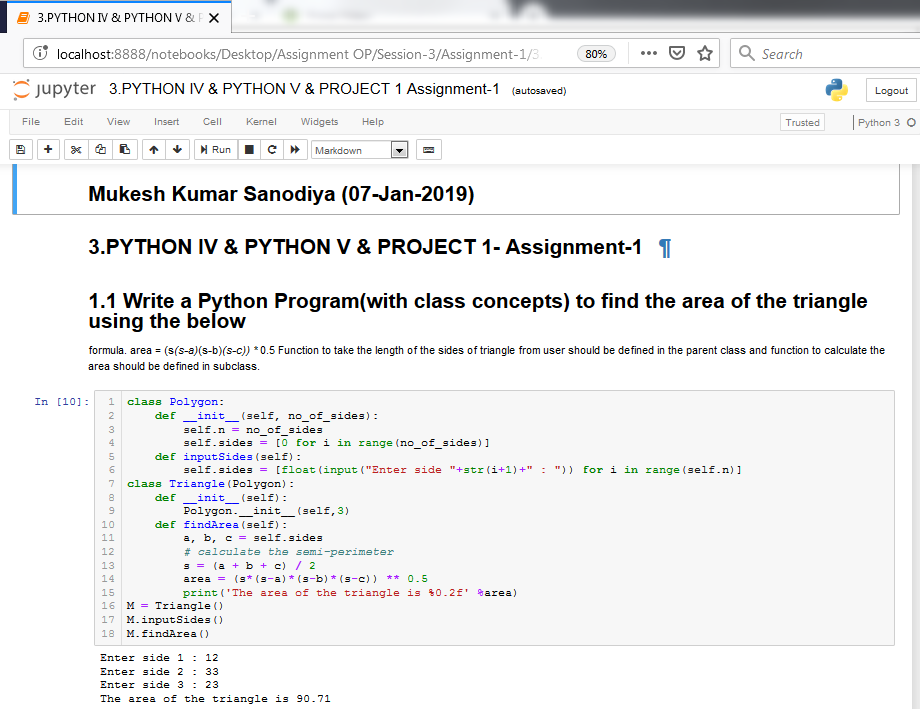 3.PYTHON IV & PYTHON V & P
localhost:8888/notebooks/Desktop/Assignment OP/Session-3/Assignment-1/3 80% Search
jupyter 3.PYTHON IV & PYTHON V & PROJECT 1 Assignment-1 (autosaved) Logout
File Edit View Insert Cell Kernel Widgets Help Trusted Python 3
Run Markdown
Mukesh Kumar Sanodiya (07-Jan-2019)
3.PYTHON IV & PYTHON V & PROJECT 1- Assignment-1 ¶
1.1 Write a Python Program(with class concepts) to find the area of the triangle
using the below
formula. area = (s(s-a)(s-b)(s-c)) * 0.5 Function to take the length of the sides of triangle from user should be defined in the parent class and function to calculate the
area should be defined in subclass.
In [10]:
1 class Polygon:
2     def __init__(self, no_of_sides):
3         self.n = no_of_sides
4         self.sides = [0 for i in range(no_of_sides)]
5     def inputSides(self):
6         self.sides = [float(input("Enter side "+str(i+1)+" : ")) for i in range(self.n)]
7 class Triangle(Polygon):
8     def __init__(self):
9         Polygon.__init__(self,3)
10     def findArea(self):
11         a, b, c = self.sides
12         # calculate the semi-perimeter
13         s = (a + b + c) / 2
14         area = (s*(s-a)*(s-b)*(s-c)) ** 0.5
15         print('The area of the triangle is %0.2f' %area)
16 M = Triangle()
17 M.inputSides()
18 M.findArea()
Enter side 1 : 12
Enter side 2 : 33
Enter side 3 : 23
The area of the triangle is 90.71